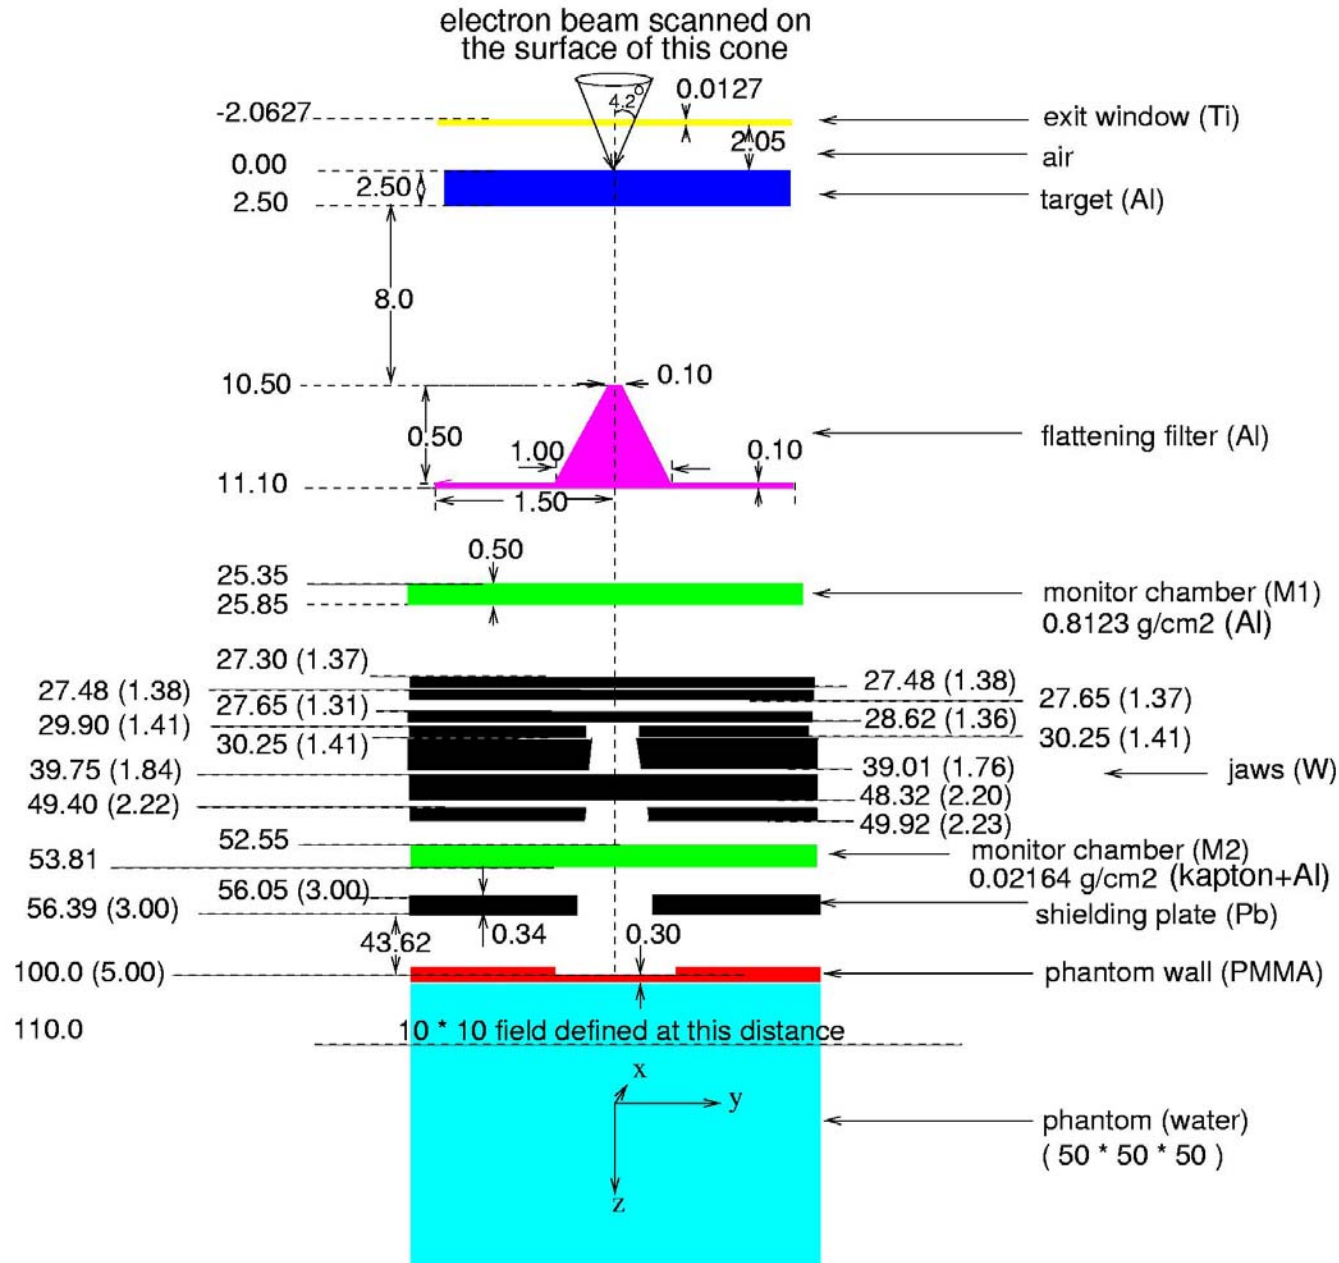 electron beam scanned on
the surface of this cone
4.2°
0.0127
-2.0627
exit window (Ti)
2.05
air
0.00
2.50
2.50
target (Al)
8.0
10.50
0.10
0.50
flattening filter (Al)
1.00
0.10
11.10
1.50
0.50
25.35
25.85
monitor chamber (M1)
0.8123 g/cm2 (Al)
27.30 (1.37)
27.48 (1.38)
27.48 (1.38)
27.65 (1.37)
27.65 (1.31)
29.90 (1.41)
28.62 (1.36)
30.25 (1.41)
30.25 (1.41)
39.75 (1.84)
39.01 (1.76)
jaws (W)
49.40 (2.22)
48.32 (2.20)
49.92 (2.23)
52.55
53.81
monitor chamber (M2)
0.02164 g/cm2 (kapton+Al)
56.05 (3.00)
56.39 (3.00)
shielding plate (Pb)
43.62
0.34
0.30
100.0 (5.00)
phantom wall (PMMA)
110.0
10 * 10 field defined at this distance
x
y
z
phantom (water)
( 50 * 50 * 50 )